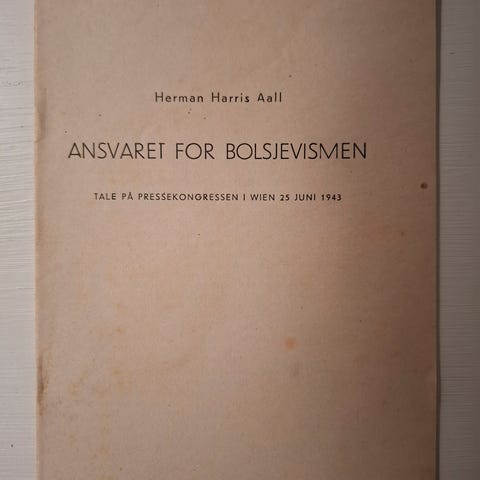 Herman Harris Aall
ANSVARET FOR BOLSJEVISMEN
TALE PÅ PRESSEKONGRESSEN I WIEN 25 JUNI 1943